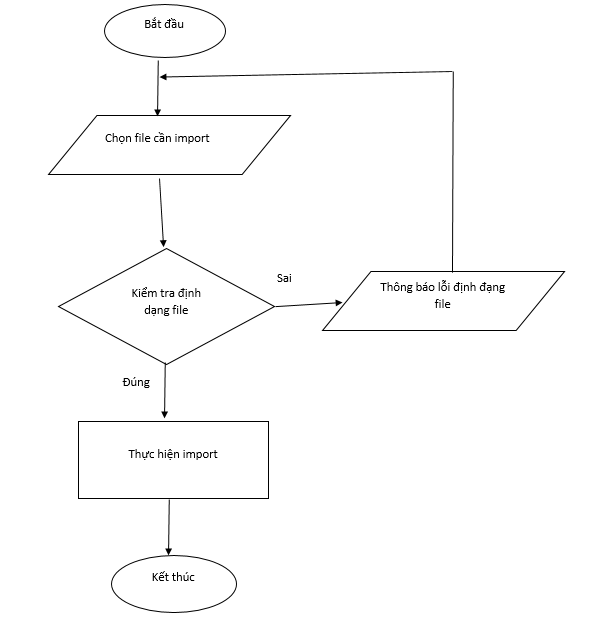 Bắt đầu
Chọn file cần import
Kiểm tra định
dạng file
Sai
Thông báo lỗi định đạng
file
Đúng
Thực hiện import
Kết thúc